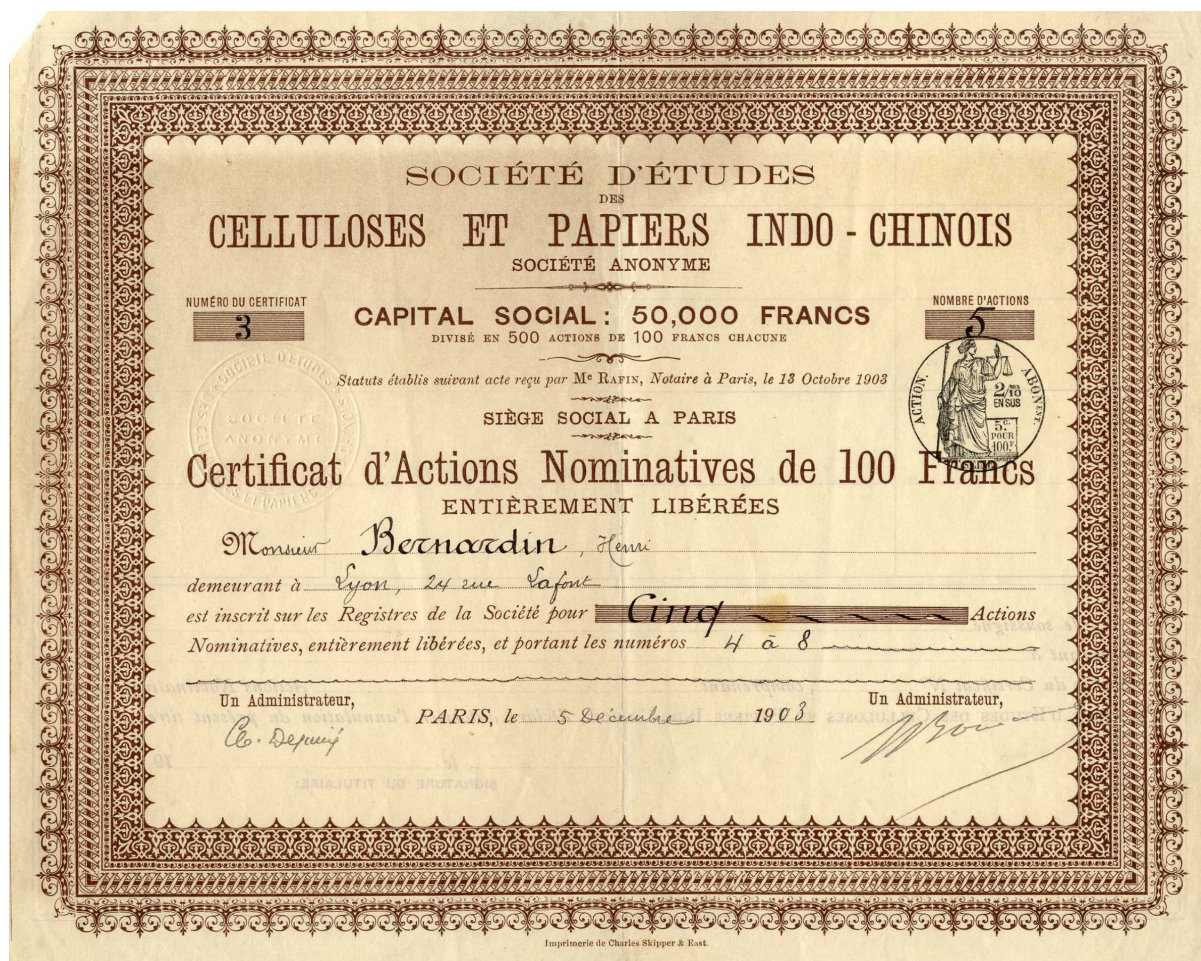 SOCIÉTÉ D'ÉTUDES
DES
CELLULOSES ET PAPIERS INDO-CHINOIS
SOCIÉTÉ ANONYME
NUMÉRO DU CERTIFICAT
3
CAPITAL SOCIAL: 50,000 FRANCS
DIVISÉ EN 500 ACTIONS DE 100 FRANCS CHACUNE
NOMBRE D'ACTIONS
5
Statuts établis suivant acte reçu par Me RAFIN, Notaire à Paris, le 13 Octobre 1903
SOCIÉTÉ
ANONYME
ACTION.
ABONEMT.
2/10
EN SUS
5 c.
POUR
100 F.
SIÈGE SOCIAL A PARIS
Certificat d'Actions Nominatives de 100 Francs
ENTIÈREMENT LIBÉRÉES
Monsieur Bernardin, Henri
demeurant à Lyon, 24 rue Lafont
est inscrit sur les Registres de la Société pour Cinq Actions
Nominatives, entièrement libérées, et portant les numéros 4 à 8
Un Administrateur,
Un Administrateur,
PARIS, le 5 Décembre 1903
Imprimerie de Charles Skipper & East.